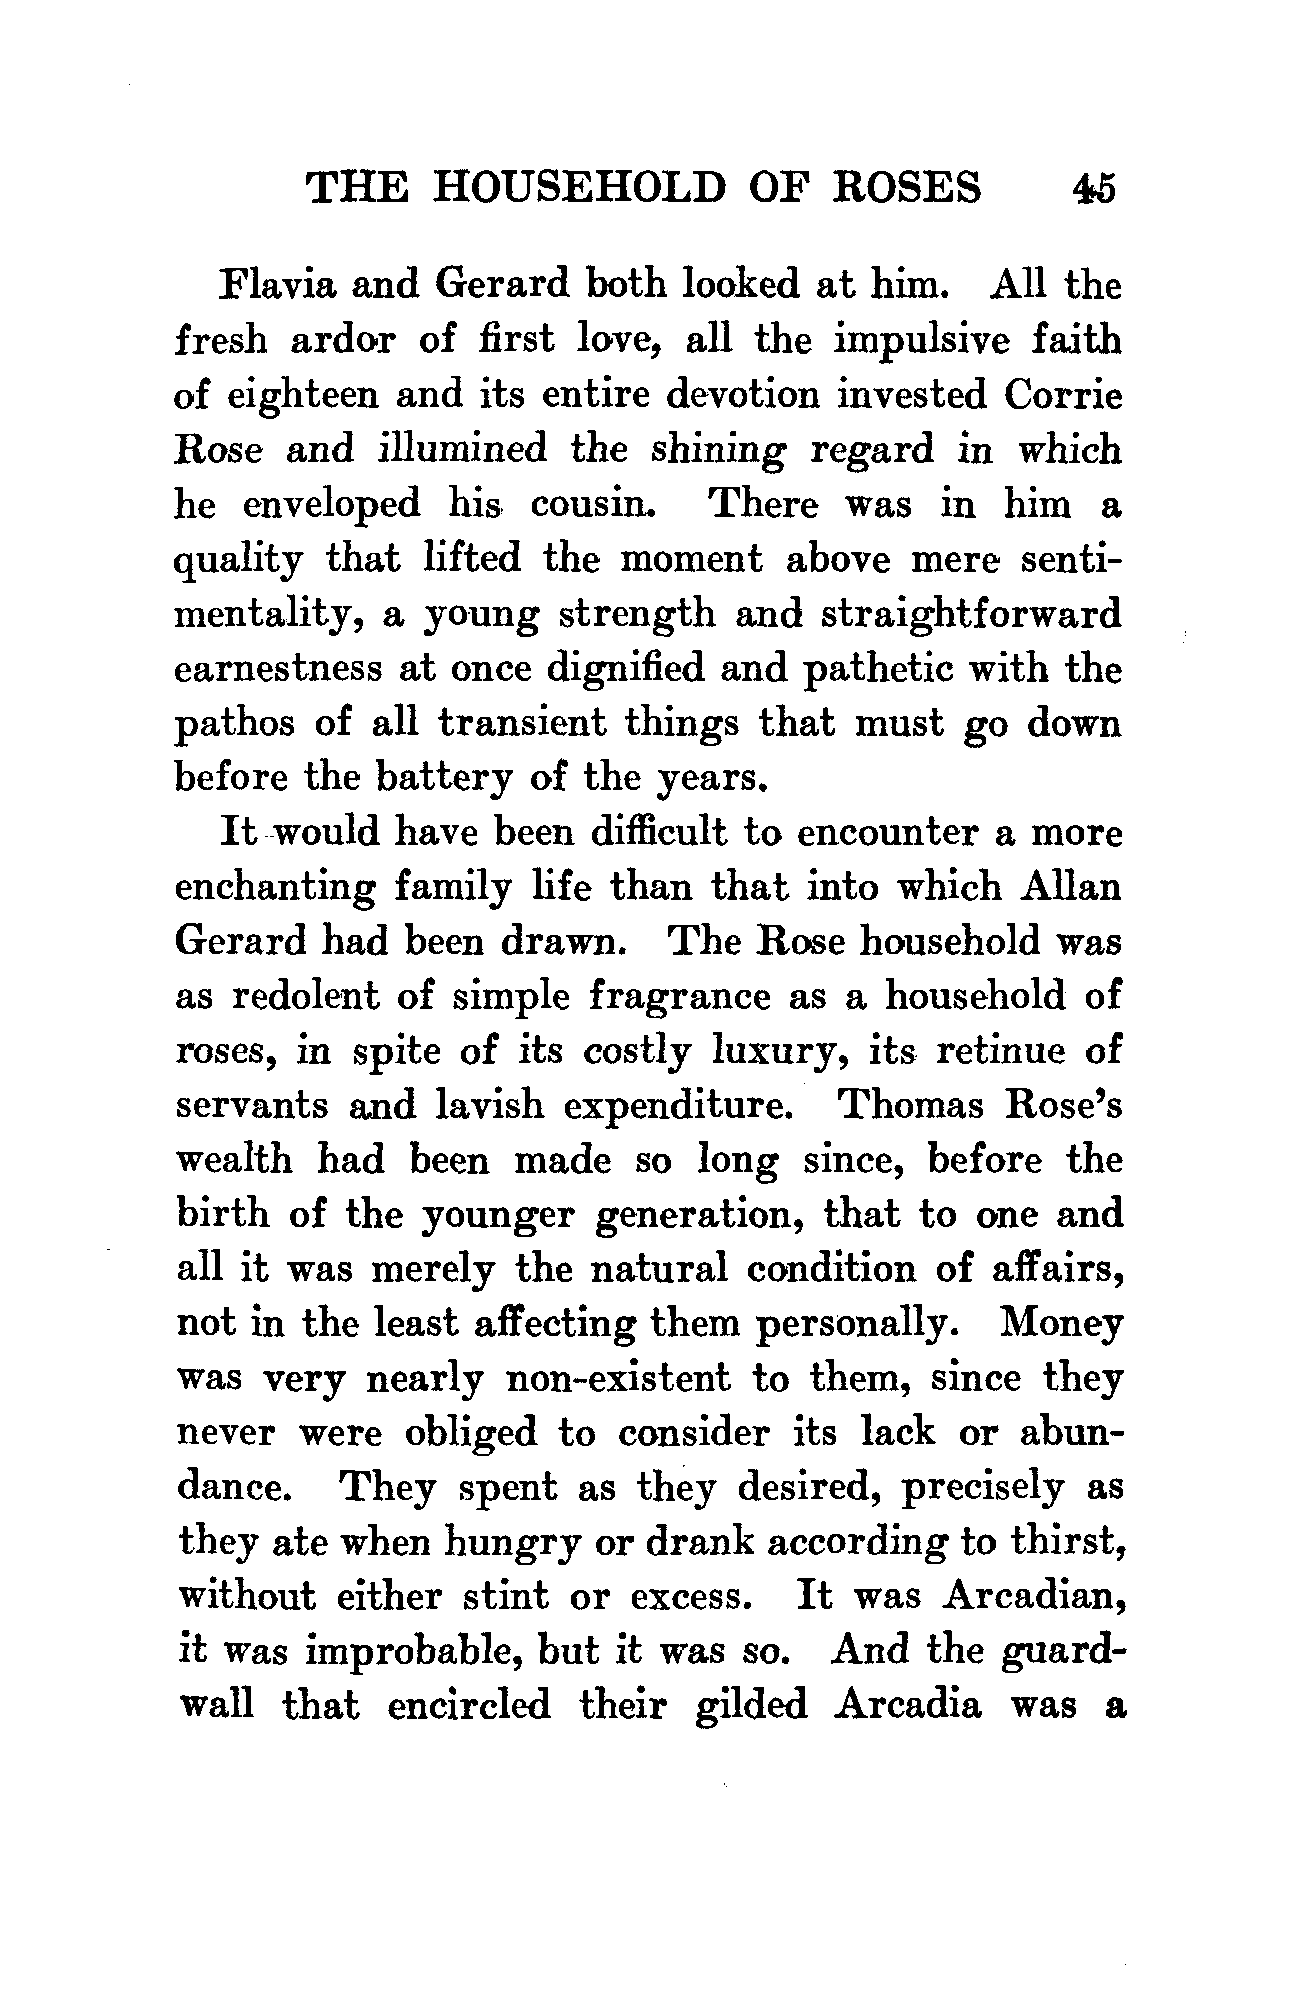 THE HOUSEHOLD OF ROSES 45
Flavia and Gerard both looked at him. All the
fresh ardor of first love, all the impulsive faith
of eighteen and its entire devotion invested Corrie
Rose and illumined the shining regard in which
he enveloped his cousin. There was in him a
quality that lifted the moment above mere senti-
mentality, a young strength and straightforward
earnestness at once dignified and pathetic with the
pathos of all transient things that must go down
before the battery of the years.
It would have been difficult to encounter a more
enchanting family life than that into which Allan
Gerard had been drawn. The Rose household was
as redolent of simple fragrance as a household of
roses, in spite of its costly luxury, its retinue of
servants and lavish expenditure. Thomas Rose's
wealth had been made so long since, before the
birth of the younger generation, that to one and
all it was merely the natural condition of affairs,
not in the least affecting them personally. Money
was very nearly non-existent to them, since they
never were obliged to consider its lack or abun-
dance. They spent as they desired, precisely as
they ate when hungry or drank according to thirst,
without either stint or excess. It was Arcadian,
it was improbable, but it was so. And the guard-
wall that encircled their gilded Arcadia was a